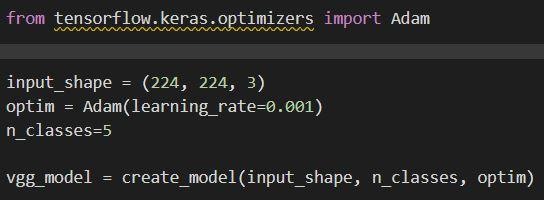 from tensorflow.keras.optimizers import Adam
input_shape = (224, 224, 3)
optim = Adam(learning_rate=0.001)
n_classes=5
vgg_model = create_model(input_shape, n_classes, optim)